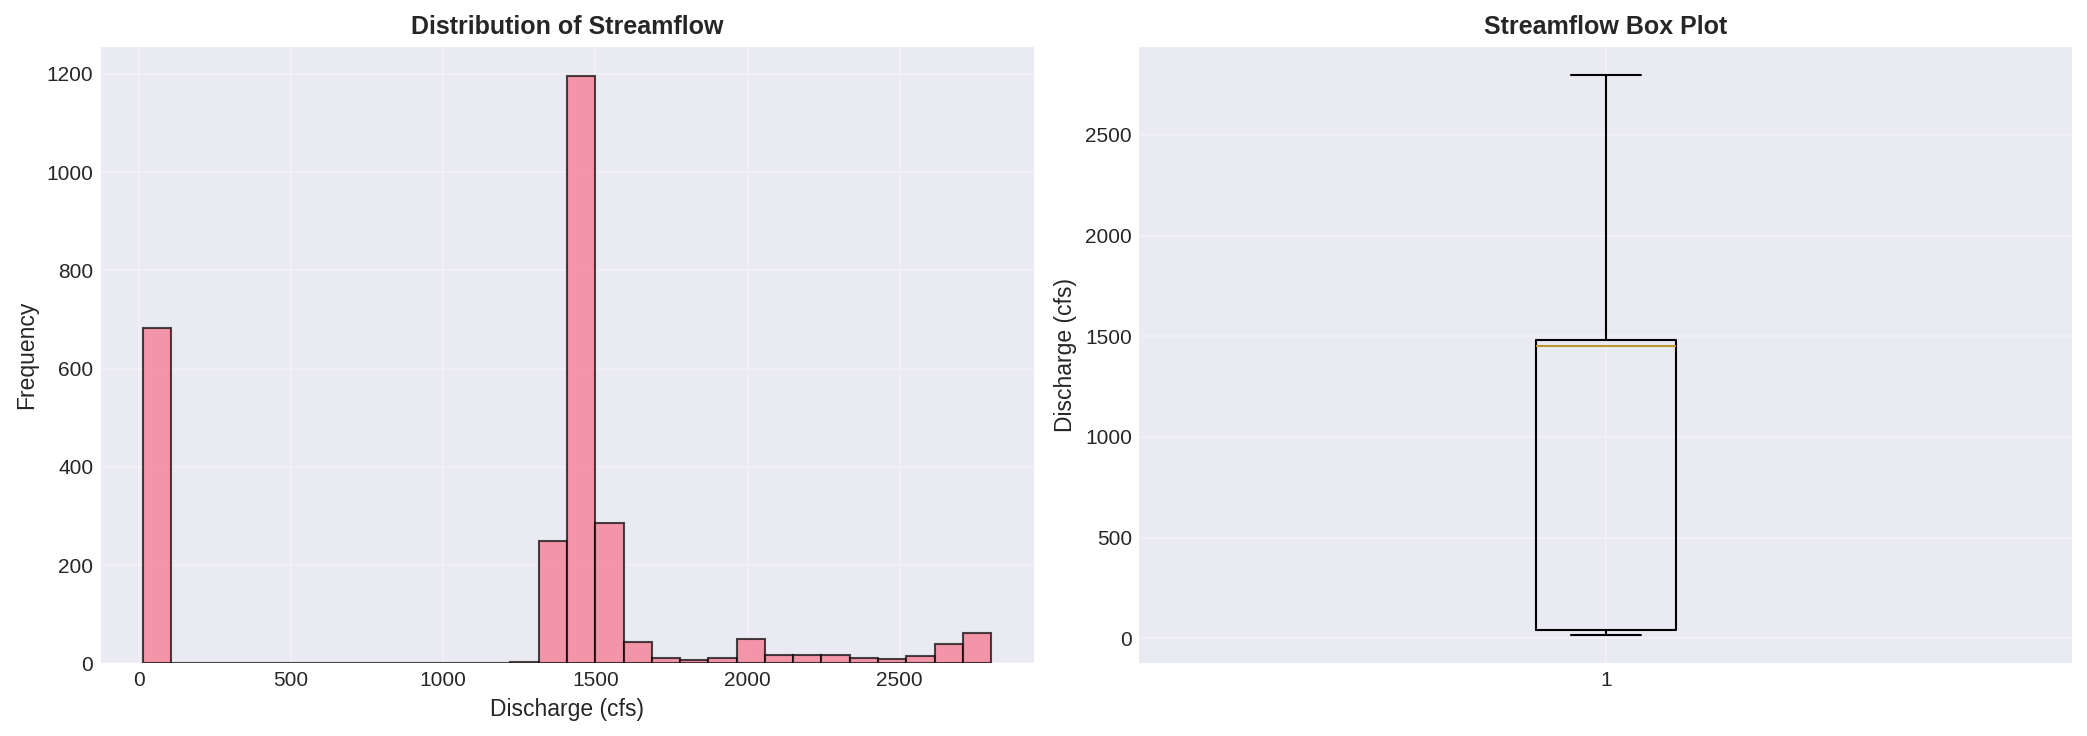 Distribution of Streamflow
1200
1000
800
600
400
200
0
Frequency
0 500 1000 1500 2000 2500
Discharge (cfs)
Streamflow Box Plot
2500
2000
1500
1000
500
0
Discharge (cfs)
1